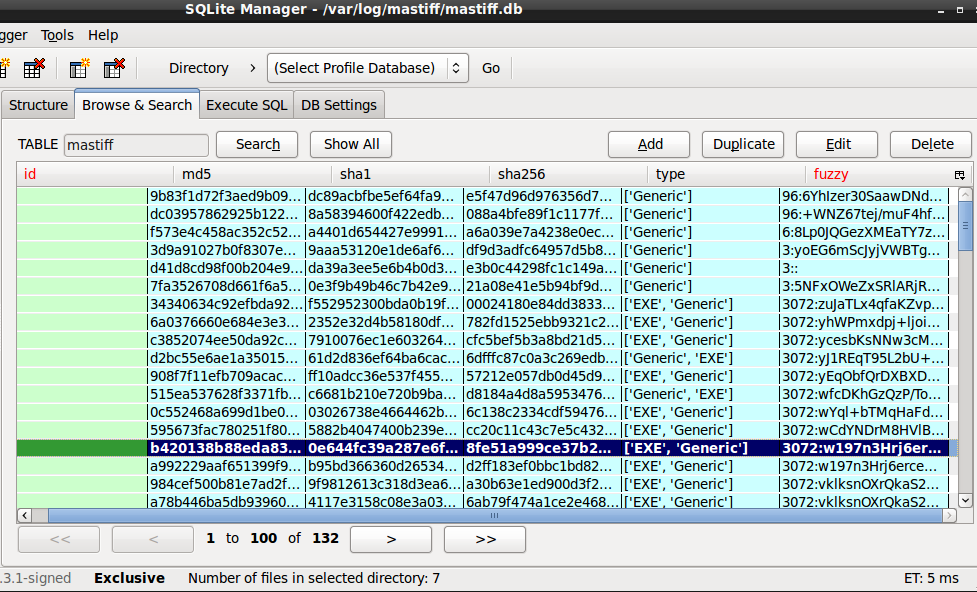 SQLite Manager - /var/log/mastiff/mastiff.db
gger Tools Help
Directory > (Select Profile Database) Go
Structure Browse & Search Execute SQL DB Settings
TABLE mastiff Search Show All Add Duplicate Edit Delete
id md5 sha1 sha256 type fuzzy
9b83f1d72f3aed9b09... dc89acbfbe5ef64fa9... e5f47d96d976356d7... ['Generic'] 96:6YhIzer30SaawDNd...
dc03957862925b122... 8a58394600f422edb... 088a4bfe89f1c1177f... ['Generic'] 96:+WNZ67tej/muF4hf...
f573e4c458ac352c52... a4401d654427e9991... a6a039e7a4238e0ec... ['Generic'] 6:8Lp0JQGezXMEaTY7z...
3d9a91027b0f8307e... 9aaa53120e1de6af6... df9d3adfc64957d5b8... ['Generic'] 3:yoEG6mScJyjVWBTg...
d41d8cd98f00b204e9... da39a3ee5e6b4b0d3... e3b0c44298fc1c149a... ['Generic'] 3::
7fa3526708d661f6a5... 0e3f9b49b46c7b42e9... 21a08e41e5b94bf9d... ['Generic'] 3:5NFxOWeZxSRlARjR...
34340634c92efbda92... f552952300bda0b19f... 00024180e84dd3833... ['EXE', 'Generic'] 3072:zuJaTLx4qfaKZvp...
6a0376660e684e3e3... 2352e32d4b58180df... 782fd1525ebb9321c2... ['EXE', 'Generic'] 3072:yhWPmxdpj+ljoi...
c3852074ee50da92c... 7910076ec1e603264... cfc5bef5b3a8bd21d5... ['EXE', 'Generic'] 3072:ycesbKsNNw3cM...
d2bc55e6ae1a35015... 61d2d836ef64ba6cac... 6dfffc87c0a3c269edb... ['Generic', 'EXE'] 3072:yJ1REqT95L2bU+...
908f7f11efb709acac... ff10adcc36e537f455... 57212e057db0d45d9... ['EXE', 'Generic'] 3072:yEqObfQrDXBXD...
515ea537628f3371fb... c6681b210e720b9ba... d8184a4d8a5953476... ['Generic', 'EXE'] 3072:wfcDKhGzQzP/To...
0c552468a699d1be0... 03026738e4664462b... 6c138c2334cdf59476... ['EXE', 'Generic'] 3072:wYql+bTMqHaFd...
595673fac780251f80... 5882b4047400b239e... cc20c11c43c7e5c432... ['EXE', 'Generic'] 3072:wCdYNDrM8HVlB...
b420138b88eda83... 0e644fc39a287e6f... 8fe51a999ce37b2... ['EXE', 'Generic'] 3072:w197n3Hrj6er...
a992229aaf651399f9... b95bd366360d26534... d2ff183ef0bbc1bd82... ['EXE', 'Generic'] 3072:w197n3Hrj6erce...
984cef500b81e7ad2f... 9f9812613c318d3ea6... a30b63e1ed900d3f2... ['EXE', 'Generic'] 3072:vklksnOXrQkaS2...
a78b446ba5db93960... 4117e3158c08e3a03... 6ab79f474a1ce2e468... ['EXE', 'Generic'] 3072:vklksnOXrQkaS2...
<< < 1 to 100 of 132 > >>
.3.1-signed Exclusive Number of files in selected directory: 7 ET: 5 ms